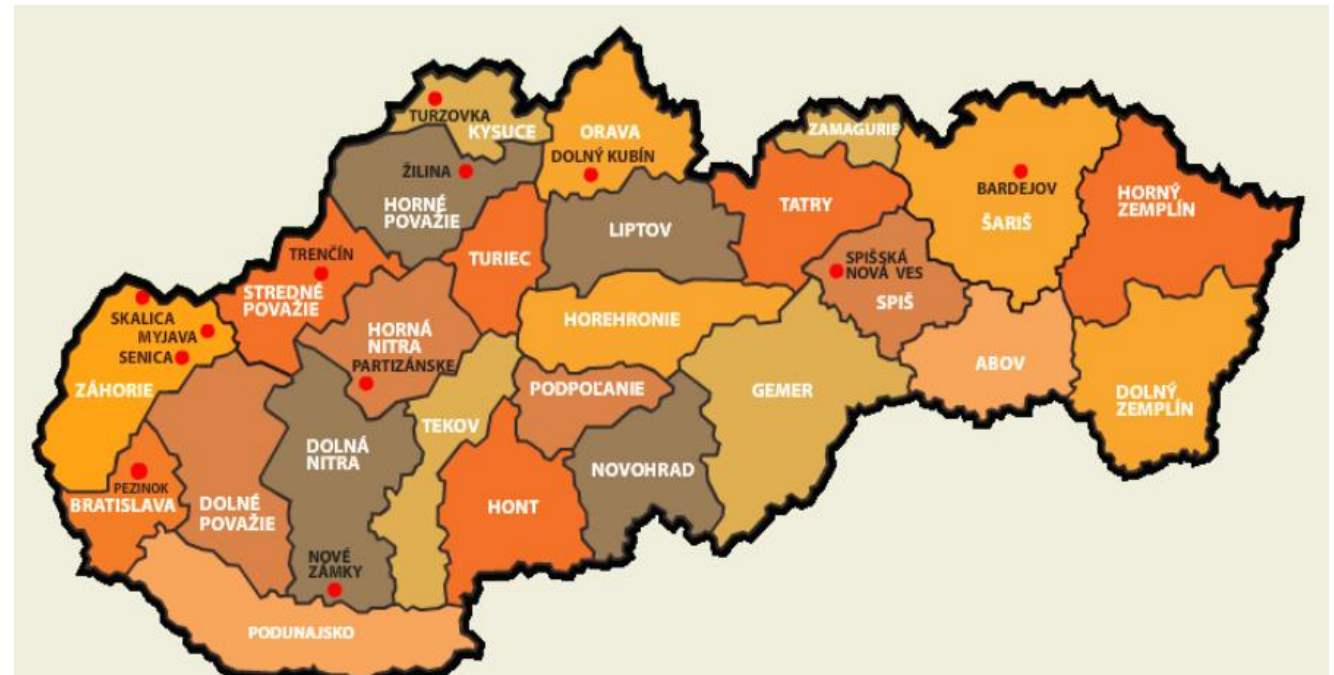 TURZOVKA
KYSUCE
ORAVA
ZAMAGURIE
ŽILINA
DOLNÝ KUBÍN
BARDEJOV
HORNÉ
POVAŽIE
TATRY
HORNÝ
ZEMPLÍN
LIPTOV
ŠARIŠ
TRENČÍN
TURIEC
SPIŠSKÁ
NOVÁ VES
STREDNÉ
POVAŽIE
SPIŠ
SKALICA
MYJAVA
SENICA
HORNÁ
NITRA
HOREHRONIE
PARTIZÁNSKE
PODPOĽANIE
GEMER
ABOV
ZÁHORIE
DOLNÝ
ZEMPLÍN
TEKOV
DOLNÁ
NITRA
NOVOHRAD
PEZINOK
BRATISLAVA
DOLNÉ
POVAŽIE
HONT
NOVÉ
ZÁMKY
PODUNAJSKO